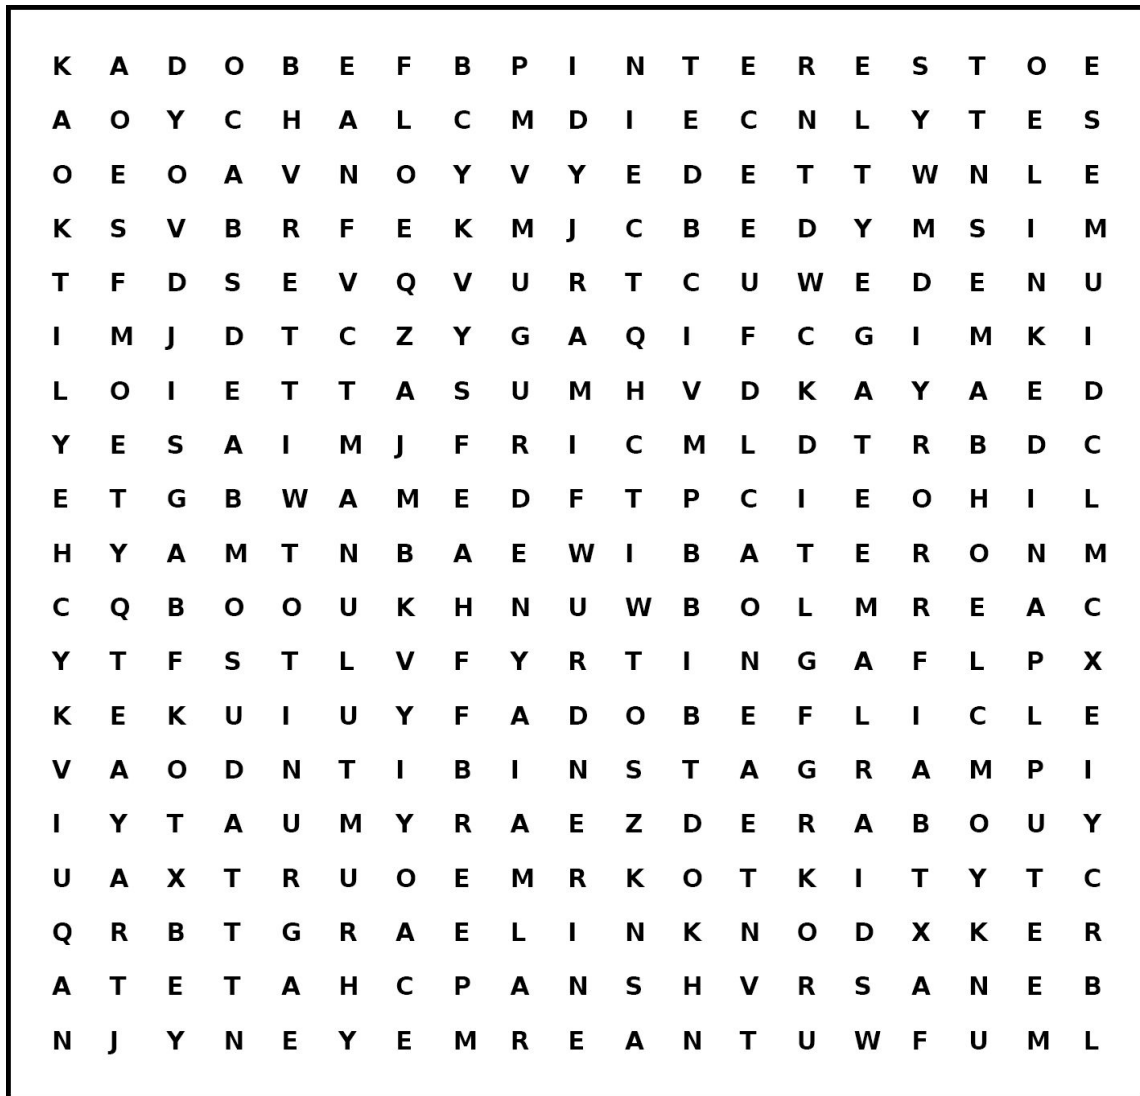 K A D O B E F B P I N T E R E S T O E
A O Y C H A L C M D I E C N L Y T E S
O E O A V N O Y V Y E D E T T W N L E
K S V B R F E K M J C B E D Y M S I M
T F D S E V Q V U R T C U W E D E N U
I M J D T C Z Y G A Q I F C G I M K I
L O I E T T A S U M H V D K A Y A E D
Y E S A I M J F R I C M L D T R B D C
E T G B W A M E D F T P C I E O H I L
H Y A M T N B A E W I B A T E R O N M
C Q B O O U K H N U W B O L M R E A C
Y T F S T L V F Y R T I N G A F L P X
K E K U I U Y F A D O B E F L I C L E
V A O D N T I B I N S T A G R A M P I
I Y T A U M Y R A E Z D E R A B O U Y
U A X T R U O E M R K O T K I T Y T C
Q R B T G R A E L I N K N O D X K E R
A T E T A H C P A N S H V R S A N E B
N J Y N E Y E M R E A N T U W F U M L